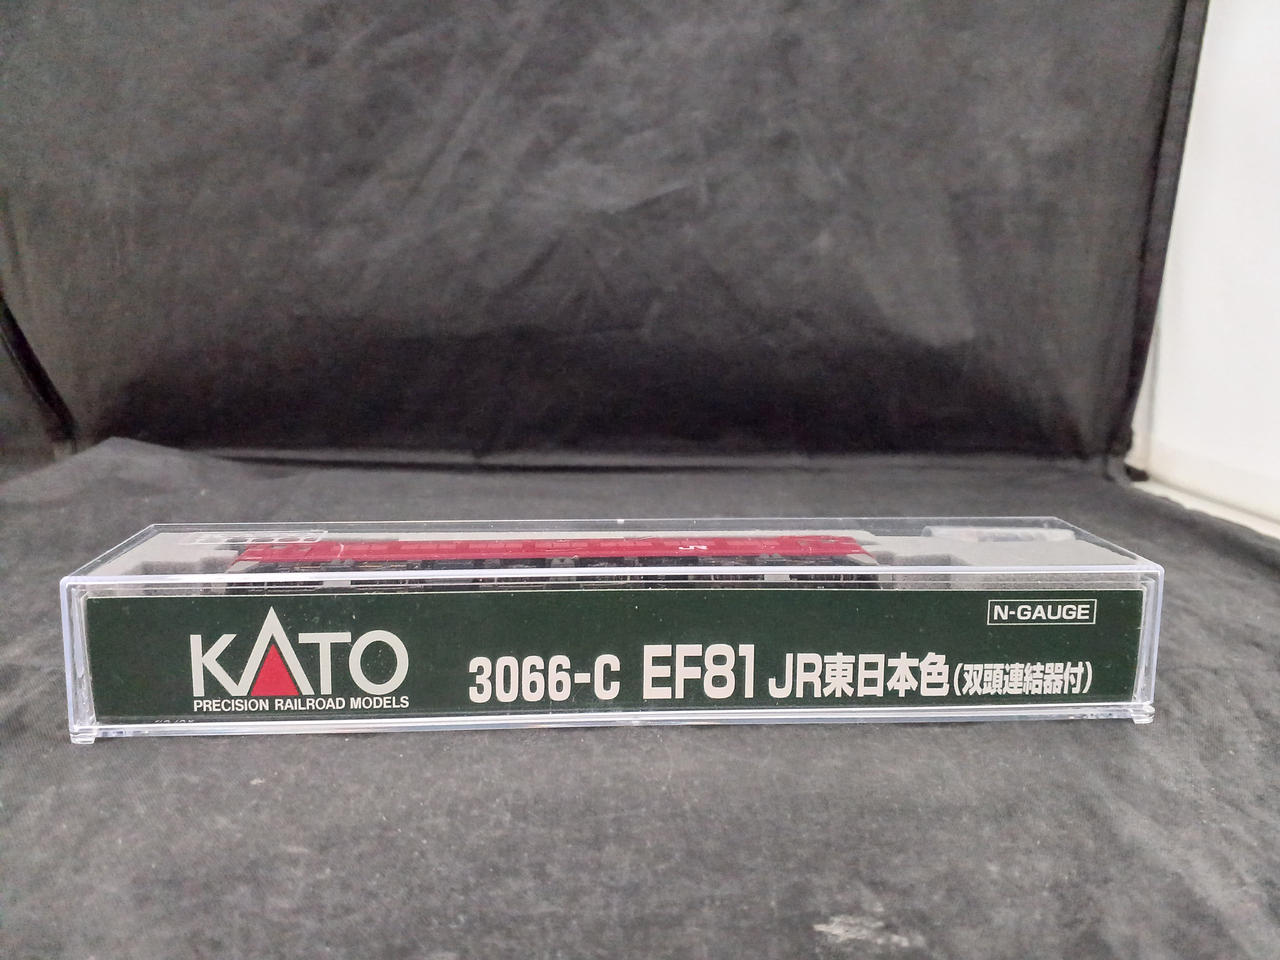 JR
N-GAUGE
KATO
PRECISION RAILROAD MODELS
3066-C EF81 JR東日本色(双頭連結器付)